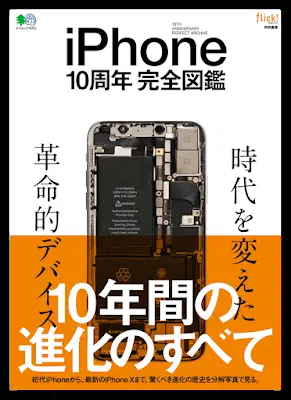 flick!
特別編集
10TH
ANNIVERSARY
PERFECT ARCHIVE
iPhone
10周年 完全図鑑
時代を変えた
革命的デバイス
10年間の
進化のすべて
初代iPhoneから、最新のiPhone Xまで、驚くべき進化の歴史を分解写真で見る。